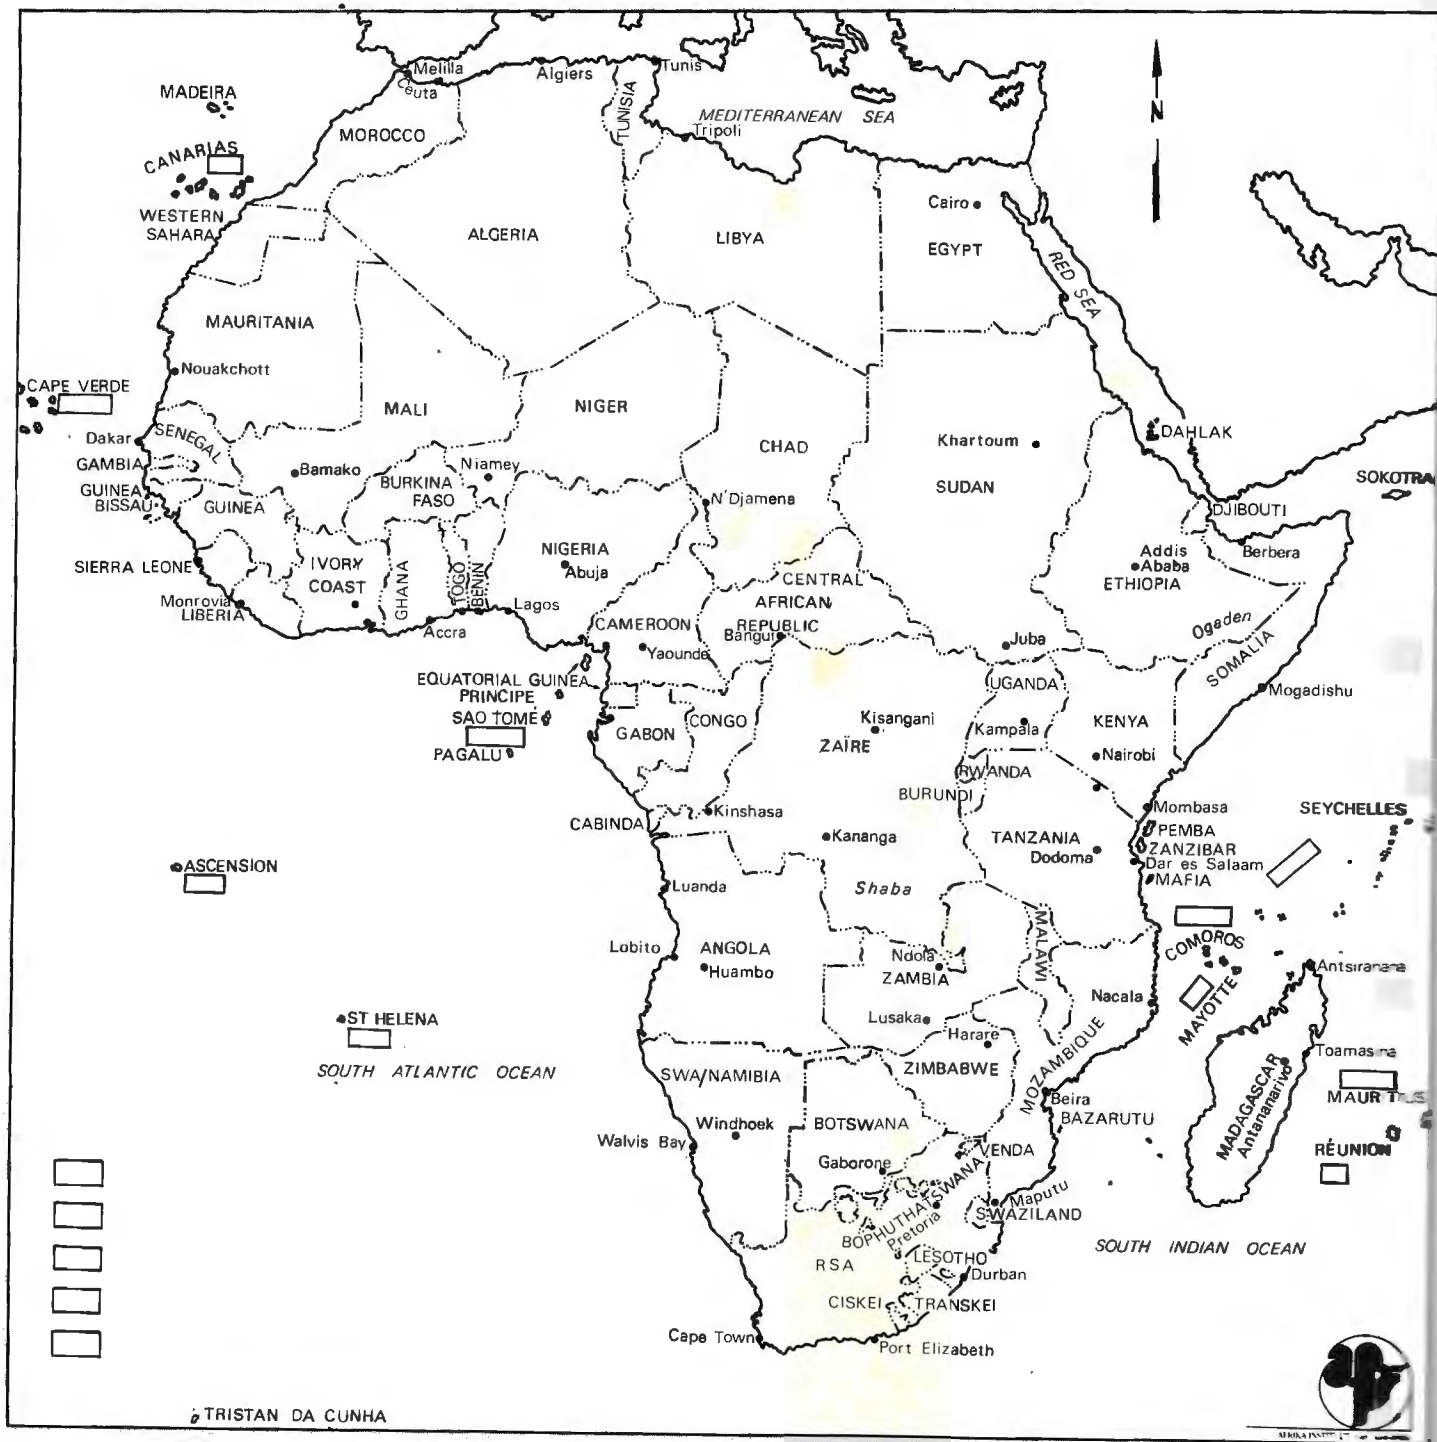 Melilla
Ceuta
Algiers
Tunis
MADEIRA
MOROCCO
TUNISIA
MEDITERRANEAN SEA
Tripoli
N
CANARIAS
WESTERN
SAHARA
ALGERIA
LIBYA
Cairo
EGYPT
RED SEA
MAURITANIA
Nouakchott
CAPE VERDE
MALI
NIGER
CHAD
Khartoum
SUDAN
DAHLAK
SOKOTRA
Dakar
SENEGAL
GAMBIA
Bamako
BURKINA
FASO
Niamey
GUINEA
BISSAU
GUINEA
N'Djamena
DJIBOUTI
Berbera
SIERRA LEONE
IVORY
COAST
GHANA
TOGO
BENIN
NIGERIA
Abuja
Lagos
CENTRAL
AFRICAN
REPUBLIC
Bangui
Addis
Ababa
ETHIOPIA
Ogaden
SOMALIA
Monrovia
LIBERIA
Accra
CAMEROON
Yaounde
Juba
EQUATORIAL GUINEA
PRINCIPE
SAO TOME
PAGALU
GABON
CONGO
Kisangani
ZAÏRE
UGANDA
Kampala
KENYA
Nairobi
Mogadishu
RWANDA
BURUNDI
CABINDA
Kinshasa
Kananga
TANZANIA
Dodoma
Mombasa
PEMBA
ZANZIBAR
Dar es Salaam
MAFIA
SEYCHELLES
ASCENSION
Luanda
Shaba
MALAWI
COMOROS
Lobito
ANGOLA
Huambo
Ndola
ZAMBIA
Lusaka
Nacala
MAYOTTE
Antsiranana
ST HELENA
SOUTH ATLANTIC OCEAN
Harare
ZIMBABWE
MOZAMBIQUE
Toamasina
MADAGASCAR
Antananarivo
SWA/NAMIBIA
Windhoek
Walvis Bay
BOTSWANA
Gaborone
Beira
BAZARUTU
VENDA
RÉUNION
BOPHUTHATSWANA
Pretoria
Maputu
SWAZILAND
SOUTH INDIAN OCEAN
RSA
LESOTHO
Durban
CISKEI
TRANSKEI
Cape Town
Port Elizabeth
TRISTAN DA CUNHA